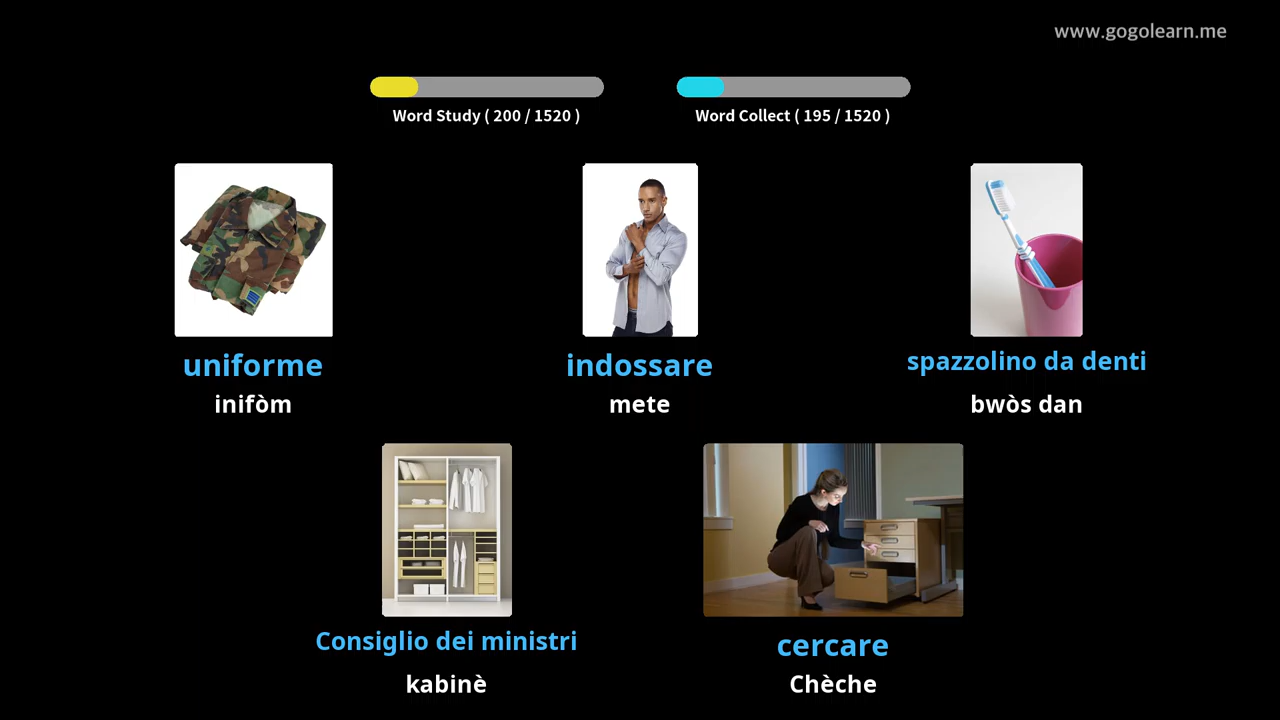 www.gogolearn.me
Word Study ( 200 / 1520 )
Word Collect ( 195 / 1520 )
uniforme
inifòm
indossare
mete
spazzolino da denti
bwòs dan
Consiglio dei ministri
kabinè
cercare
Chèche